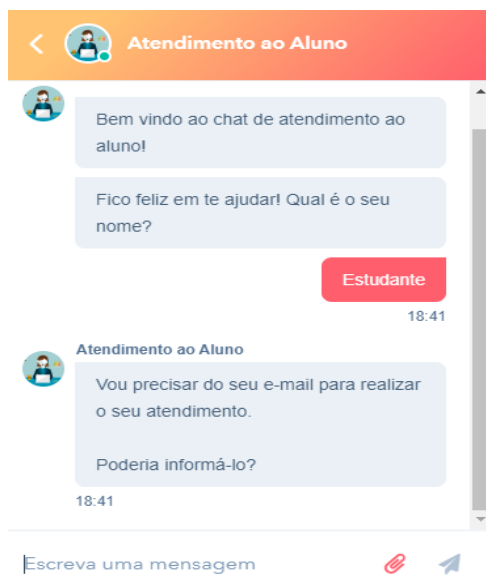 Atendimento ao Aluno
Bem vindo ao chat de atendimento ao
aluno!
Fico feliz em te ajudar! Qual é o seu
nome?
Estudante
18:41
Atendimento ao Aluno
Vou precisar do seu e-mail para realizar
o seu atendimento.
Poderia informá-lo?
18:41
Escreva uma mensagem